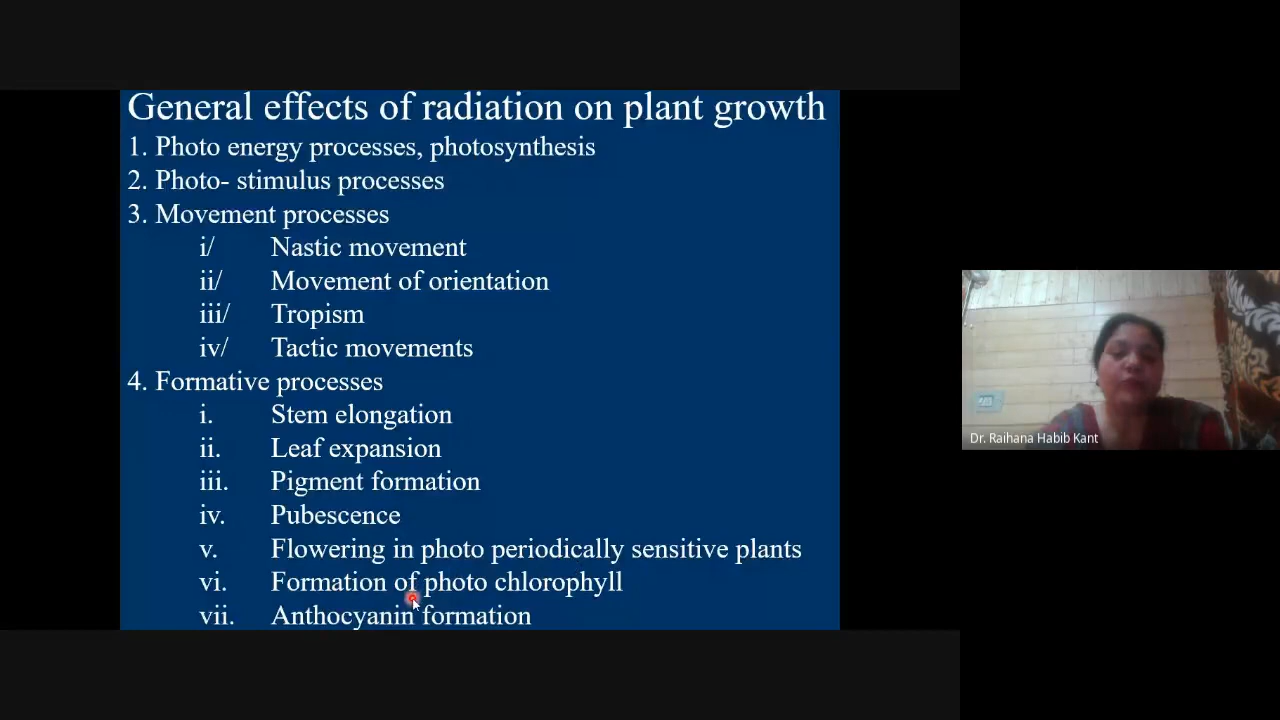 General effects of radiation on plant growth
1. Photo energy processes, photosynthesis
2. Photo- stimulus processes
3. Movement processes
i/ Nastic movement
ii/ Movement of orientation
iii/ Tropism
iv/ Tactic movements
4. Formative processes
i. Stem elongation
ii. Leaf expansion
iii. Pigment formation
iv. Pubescence
v. Flowering in photo periodically sensitive plants
vi. Formation of photo chlorophyll
vii. Anthocyanin formation
Dr. Raihana Habib Kant